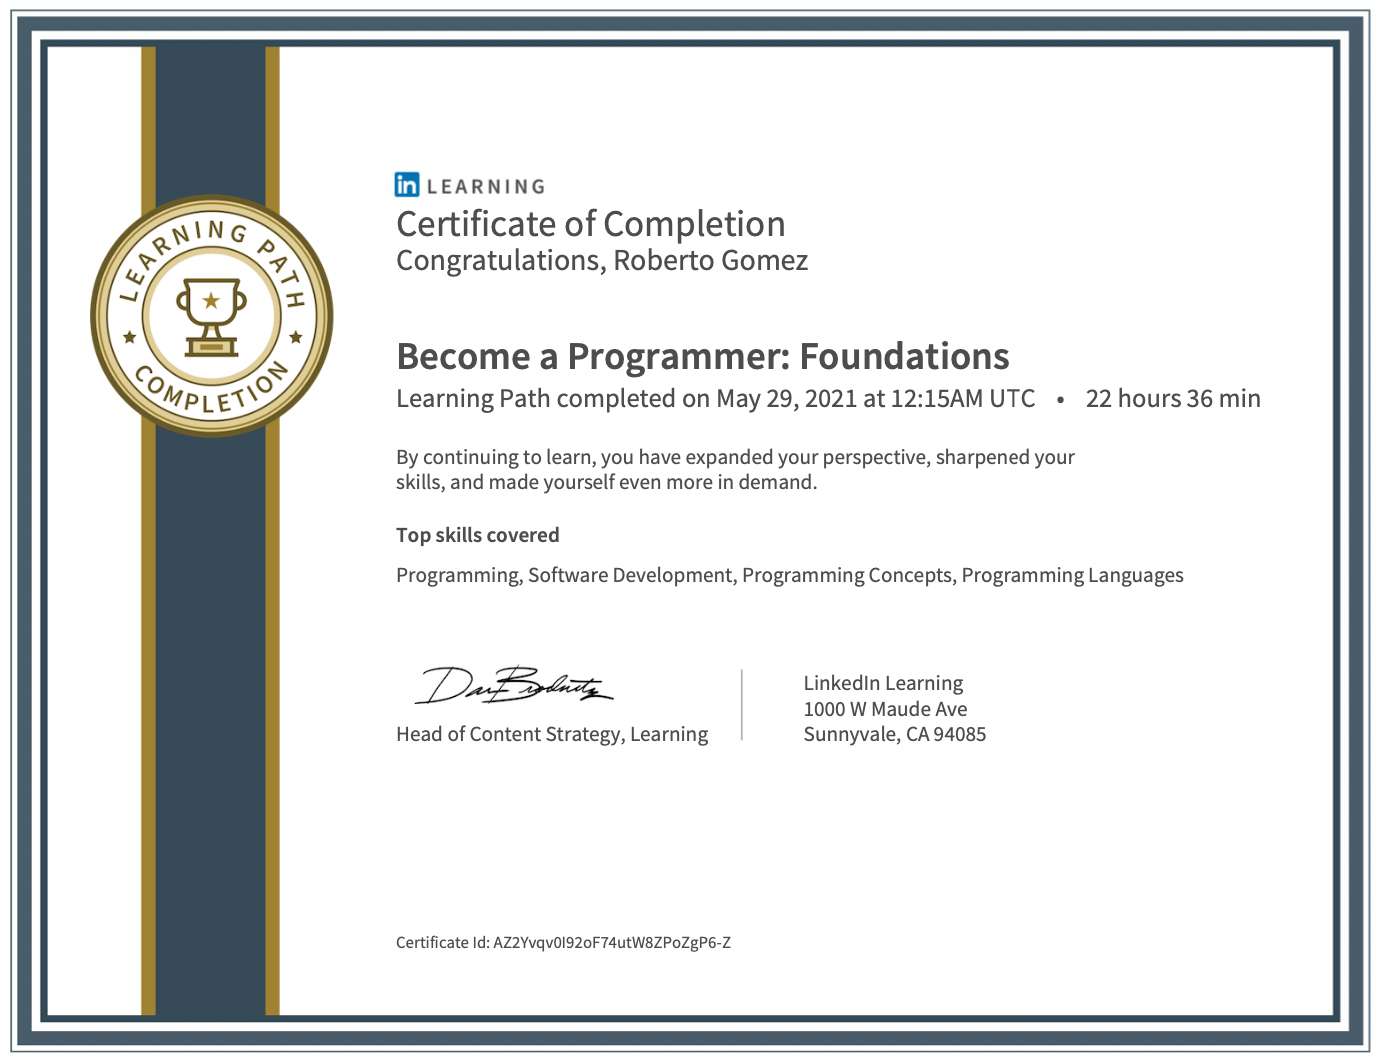 LEARNING PATH
COMPLETION
in LEARNING
Certificate of Completion
Congratulations, Roberto Gomez
Become a Programmer: Foundations
Learning Path completed on May 29, 2021 at 12:15AM UTC • 22 hours 36 min
By continuing to learn, you have expanded your perspective, sharpened your
skills, and made yourself even more in demand.
Top skills covered
Programming, Software Development, Programming Concepts, Programming Languages
Dan Brodnitz
Head of Content Strategy, Learning
LinkedIn Learning
1000 W Maude Ave
Sunnyvale, CA 94085
Certificate Id: AZ2Yvqv0I92oF74utW8ZPoZgP6-Z